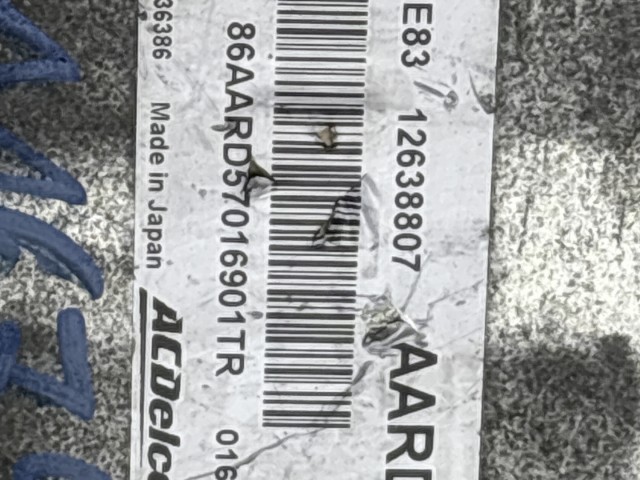 E83 12638807
AARD
86AARD57016901TR 016
36386 Made in Japan
ACDelco